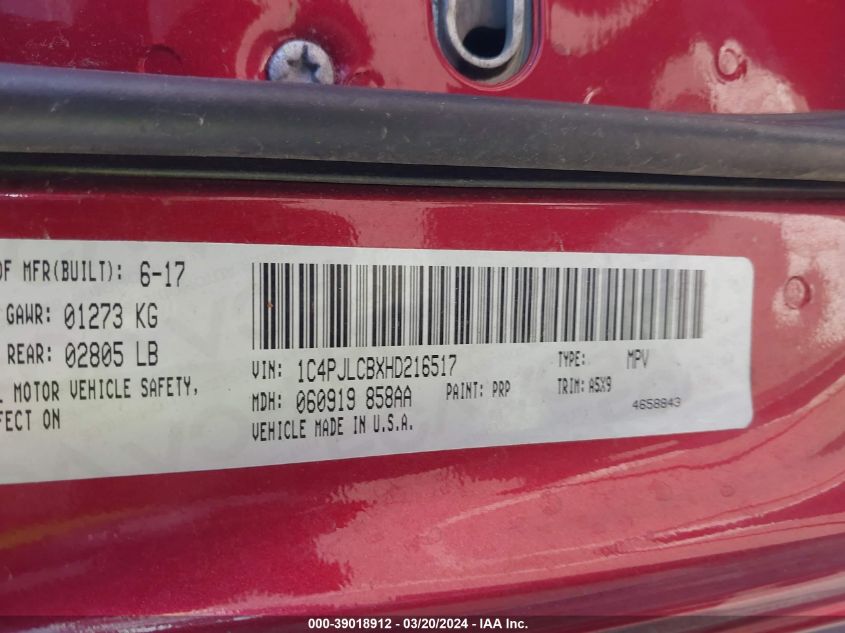 OF MFR(BUILT): 6-17
GAWR: 01273 KG
REAR: 02805 LB
MOTOR VEHICLE SAFETY,
ON
VIN: 1C4PJLCBXHD216517
TYPE: MPV
MDH: 060919 858AA
PAINT: PRP
TRIM: A5X9
VEHICLE MADE IN U.S.A.
4658843
000-39018912 - 03/20/2024 - IAA Inc.